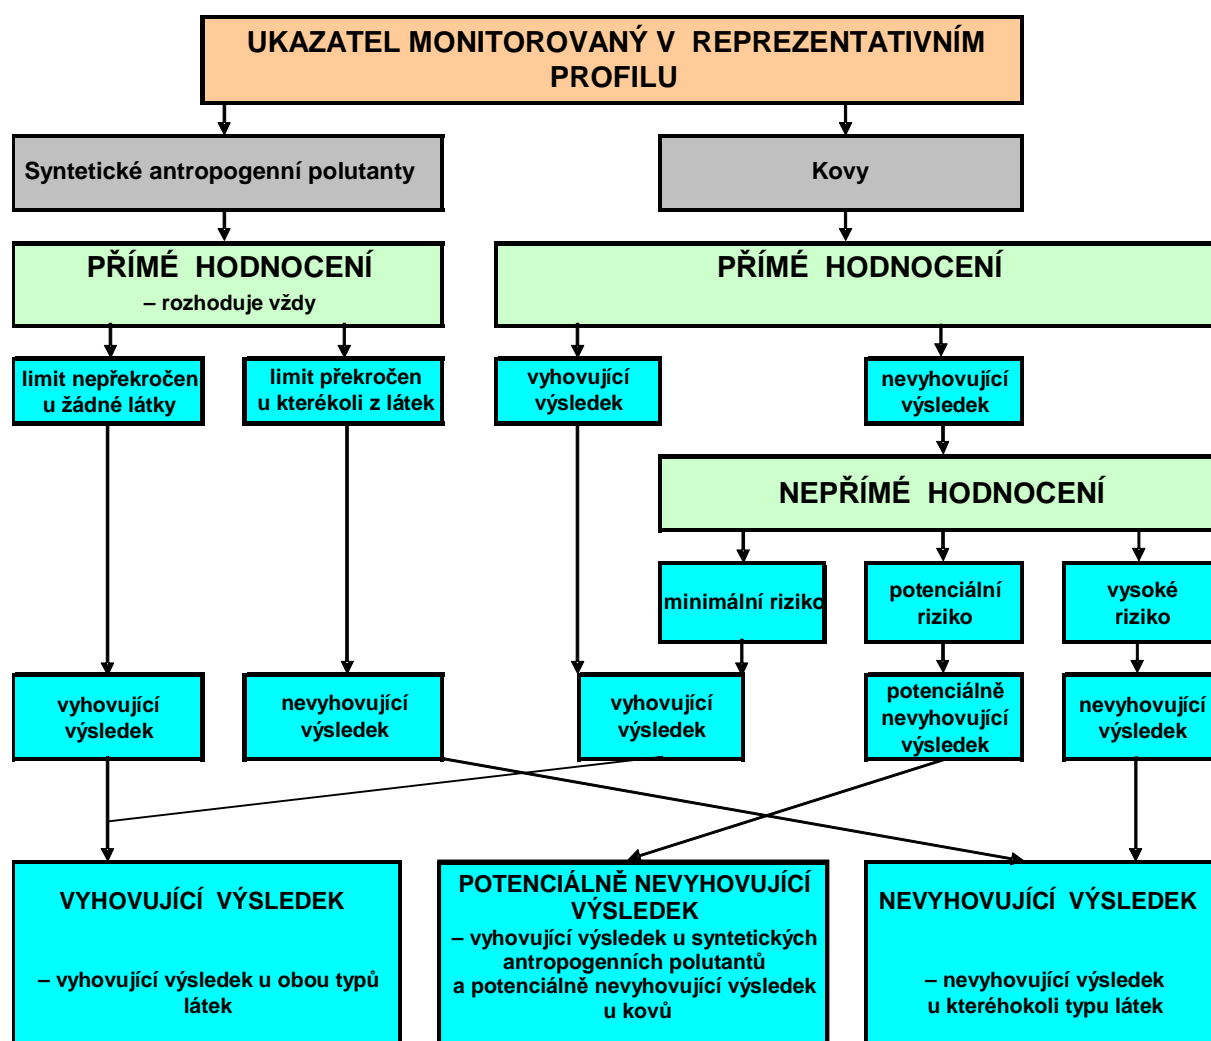 UKAZATEL MONITOROVANÝ V REPREZENTATIVNÍM
PROFILU
Syntetické antropogenní polutanty
Kovy
PŘÍMÉ HODNOCENÍ
– rozhoduje vždy
PŘÍMÉ HODNOCENÍ
limit nepřekročen
u žádné látky
limit překročen
u kterékoli z látek
vyhovující
výsledek
nevyhovující
výsledek
NEPŘÍMÉ HODNOCENÍ
minimální riziko
potenciální
riziko
vysoké
riziko
vyhovující
výsledek
nevyhovující
výsledek
vyhovující
výsledek
potenciálně
nevyhovující
výsledek
nevyhovující
výsledek
VYHOVUJÍCÍ VÝSLEDEK
– vyhovující výsledek u obou typů
látek
POTENCIÁLNĚ NEVYHOVUJÍCÍ
VÝSLEDEK
– vyhovující výsledek u syntetických
antropogenních polutantů
a potenciálně nevyhovující výsledek
u kovů
NEVYHOVUJÍCÍ VÝSLEDEK
– nevyhovující výsledek
u kteréhokoli typu látek